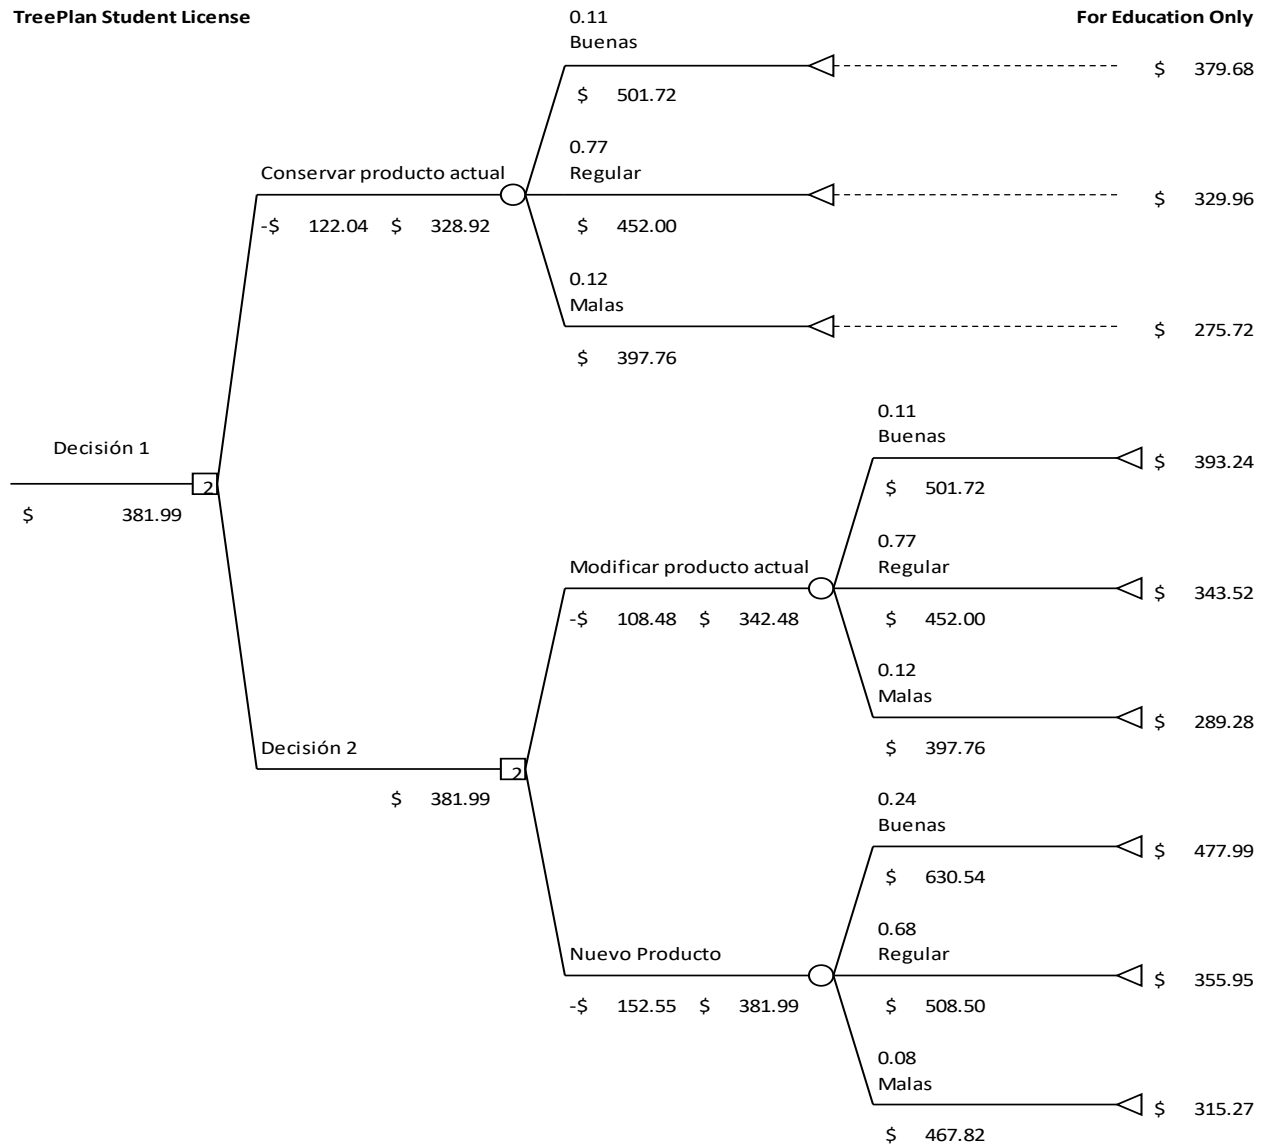 TreePlan Student License For Education Only
0.11
Buenas
$ 379.68
$ 501.72
0.77
Conservar producto actual Regular
$ 329.96
-$ 122.04 $ 328.92 $ 452.00
0.12
Malas
$ 275.72
$ 397.76
0.11
Buenas
Decisión 1
$ 393.24
2
$ 501.72
$ 381.99
0.77
Modificar producto actual Regular
$ 343.52
-$ 108.48 $ 342.48 $ 452.00
0.12
Malas
$ 289.28
Decisión 2
$ 397.76
2
$ 381.99
0.24
Buenas
$ 477.99
$ 630.54
0.68
Nuevo Producto Regular
$ 355.95
-$ 152.55 $ 381.99 $ 508.50
0.08
Malas
$ 315.27
$ 467.82